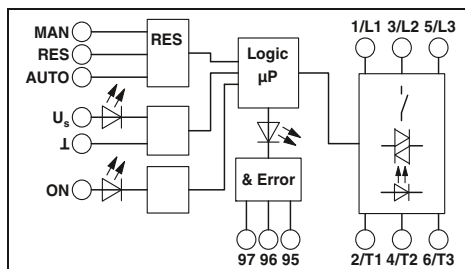 MAN
RES
AUTO
Us
⊥
ON
RES
Logic
µP
& Error
97 96 95
1/L1 3/L2 5/L3
2/T1 4/T2 6/T3